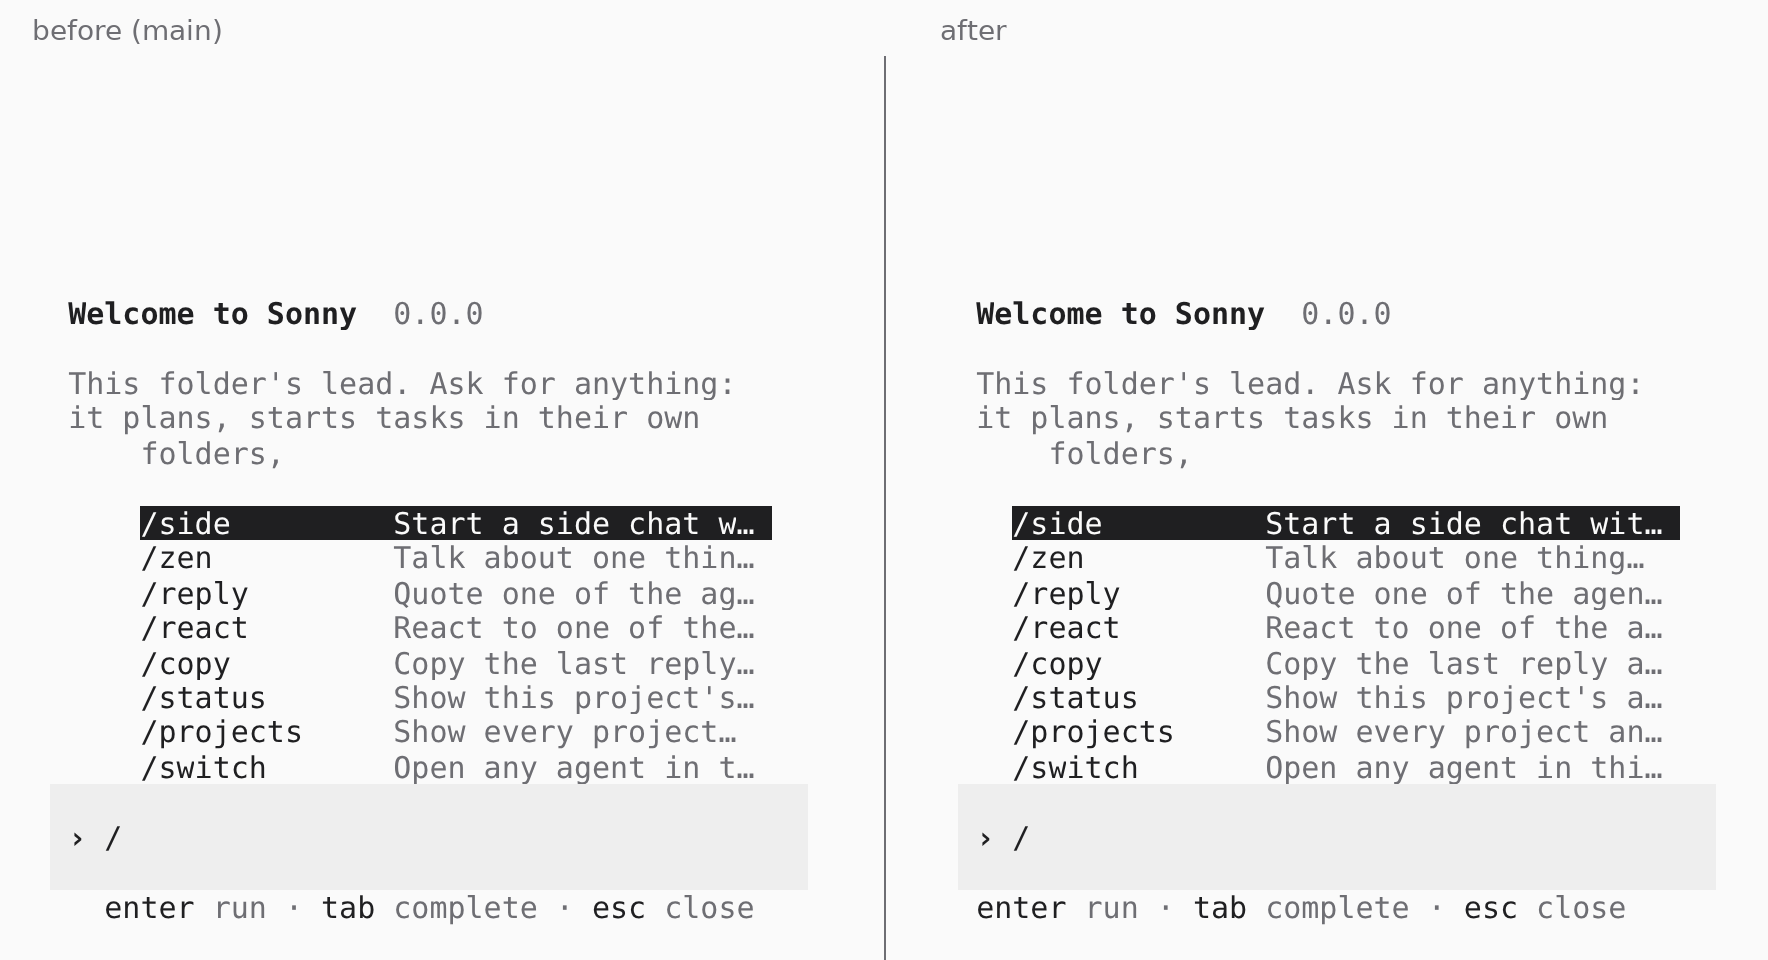 before (main)
Welcome to Sonny 0.0.0
This folder's lead. Ask for anything:
it plans, starts tasks in their own
folders,
/side Start a side chat w…
/zen Talk about one thin…
/reply Quote one of the ag…
/react React to one of the…
/copy Copy the last reply…
/status Show this project's…
/projects Show every project…
/switch Open any agent in t…
› /
enter run · tab complete · esc close
after
Welcome to Sonny 0.0.0
This folder's lead. Ask for anything:
it plans, starts tasks in their own
folders,
/side Start a side chat wit…
/zen Talk about one thing…
/reply Quote one of the agen…
/react React to one of the a…
/copy Copy the last reply a…
/status Show this project's a…
/projects Show every project an…
/switch Open any agent in thi…
› /
enter run · tab complete · esc close